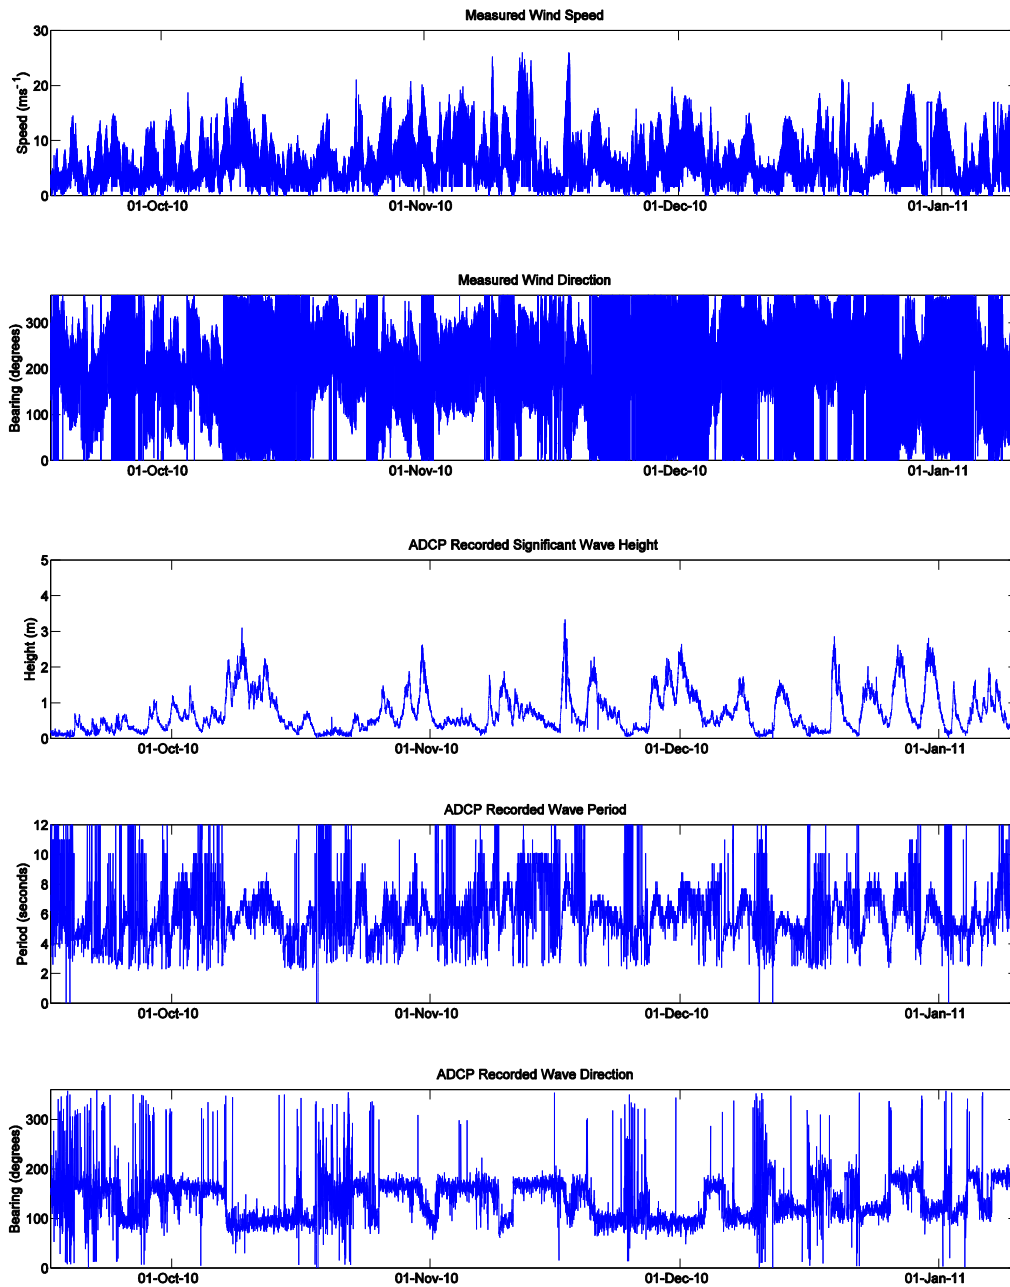 Measured Wind Speed
30
20
10
0
Speed (ms⁻¹)
01-Oct-10 01-Nov-10 01-Dec-10 01-Jan-11
Measured Wind Direction
300
200
100
0
Bearing (degrees)
01-Oct-10 01-Nov-10 01-Dec-10 01-Jan-11
ADCP Recorded Significant Wave Height
5
4
3
2
1
0
Height (m)
01-Oct-10 01-Nov-10 01-Dec-10 01-Jan-11
ADCP Recorded Wave Period
12
10
8
6
4
2
0
Period (seconds)
01-Oct-10 01-Nov-10 01-Dec-10 01-Jan-11
ADCP Recorded Wave Direction
300
200
100
0
Bearing (degrees)
01-Oct-10 01-Nov-10 01-Dec-10 01-Jan-11